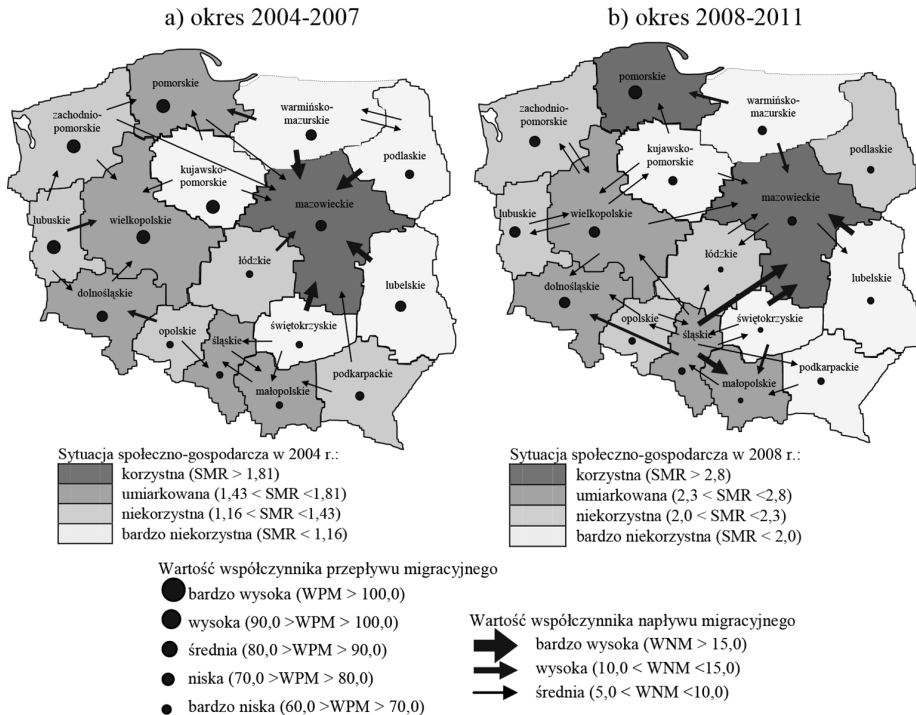 a) okres 2004-2007
pomorskie
zachodnio-
pomorskie
warmińsko-
mazurskie
podlaskie
kujawsko-
pomorskie
mazowieckie
lubuskie
wielkopolskie
łódzkie
lubelskie
dolnośląskie
opolskie
śląskie
świętokrzyskie
podkarpackie
małopolskie
Sytuacja społeczno-gospodarcza w 2004 r.:
korzystna (SMR > 1,81)
umiarkowana (1,43 < SMR <1,81)
niekorzystna (1,16 < SMR <1,43)
bardzo niekorzystna (SMR < 1,16)
b) okres 2008-2011
pomorskie
zachodnio-
pomorskie
warmińsko-
mazurskie
podlaskie
kujawsko-
pomorskie
mazowieckie
lubuskie
wielkopolskie
łódzkie
lubelskie
dolnośląskie
opolskie
śląskie
świętokrzyskie
podkarpackie
małopolskie
Sytuacja społeczno-gospodarcza w 2008 r.:
korzystna (SMR > 2,8)
umiarkowana (2,3 < SMR <2,8)
niekorzystna (2,0 < SMR <2,3)
bardzo niekorzystna (SMR < 2,0)
Wartość współczynnika przepływu migracyjnego
bardzo wysoka (WPM > 100,0)
wysoka (90,0 >WPM > 100,0)
średnia (80,0 >WPM > 90,0)
niska (70,0 >WPM > 80,0)
bardzo niska (60,0 >WPM > 70,0)
Wartość współczynnika napływu migracyjnego
bardzo wysoka (WNM > 15,0)
wysoka (10,0 < WNM <15,0)
średnia (5,0 < WNM <10,0)